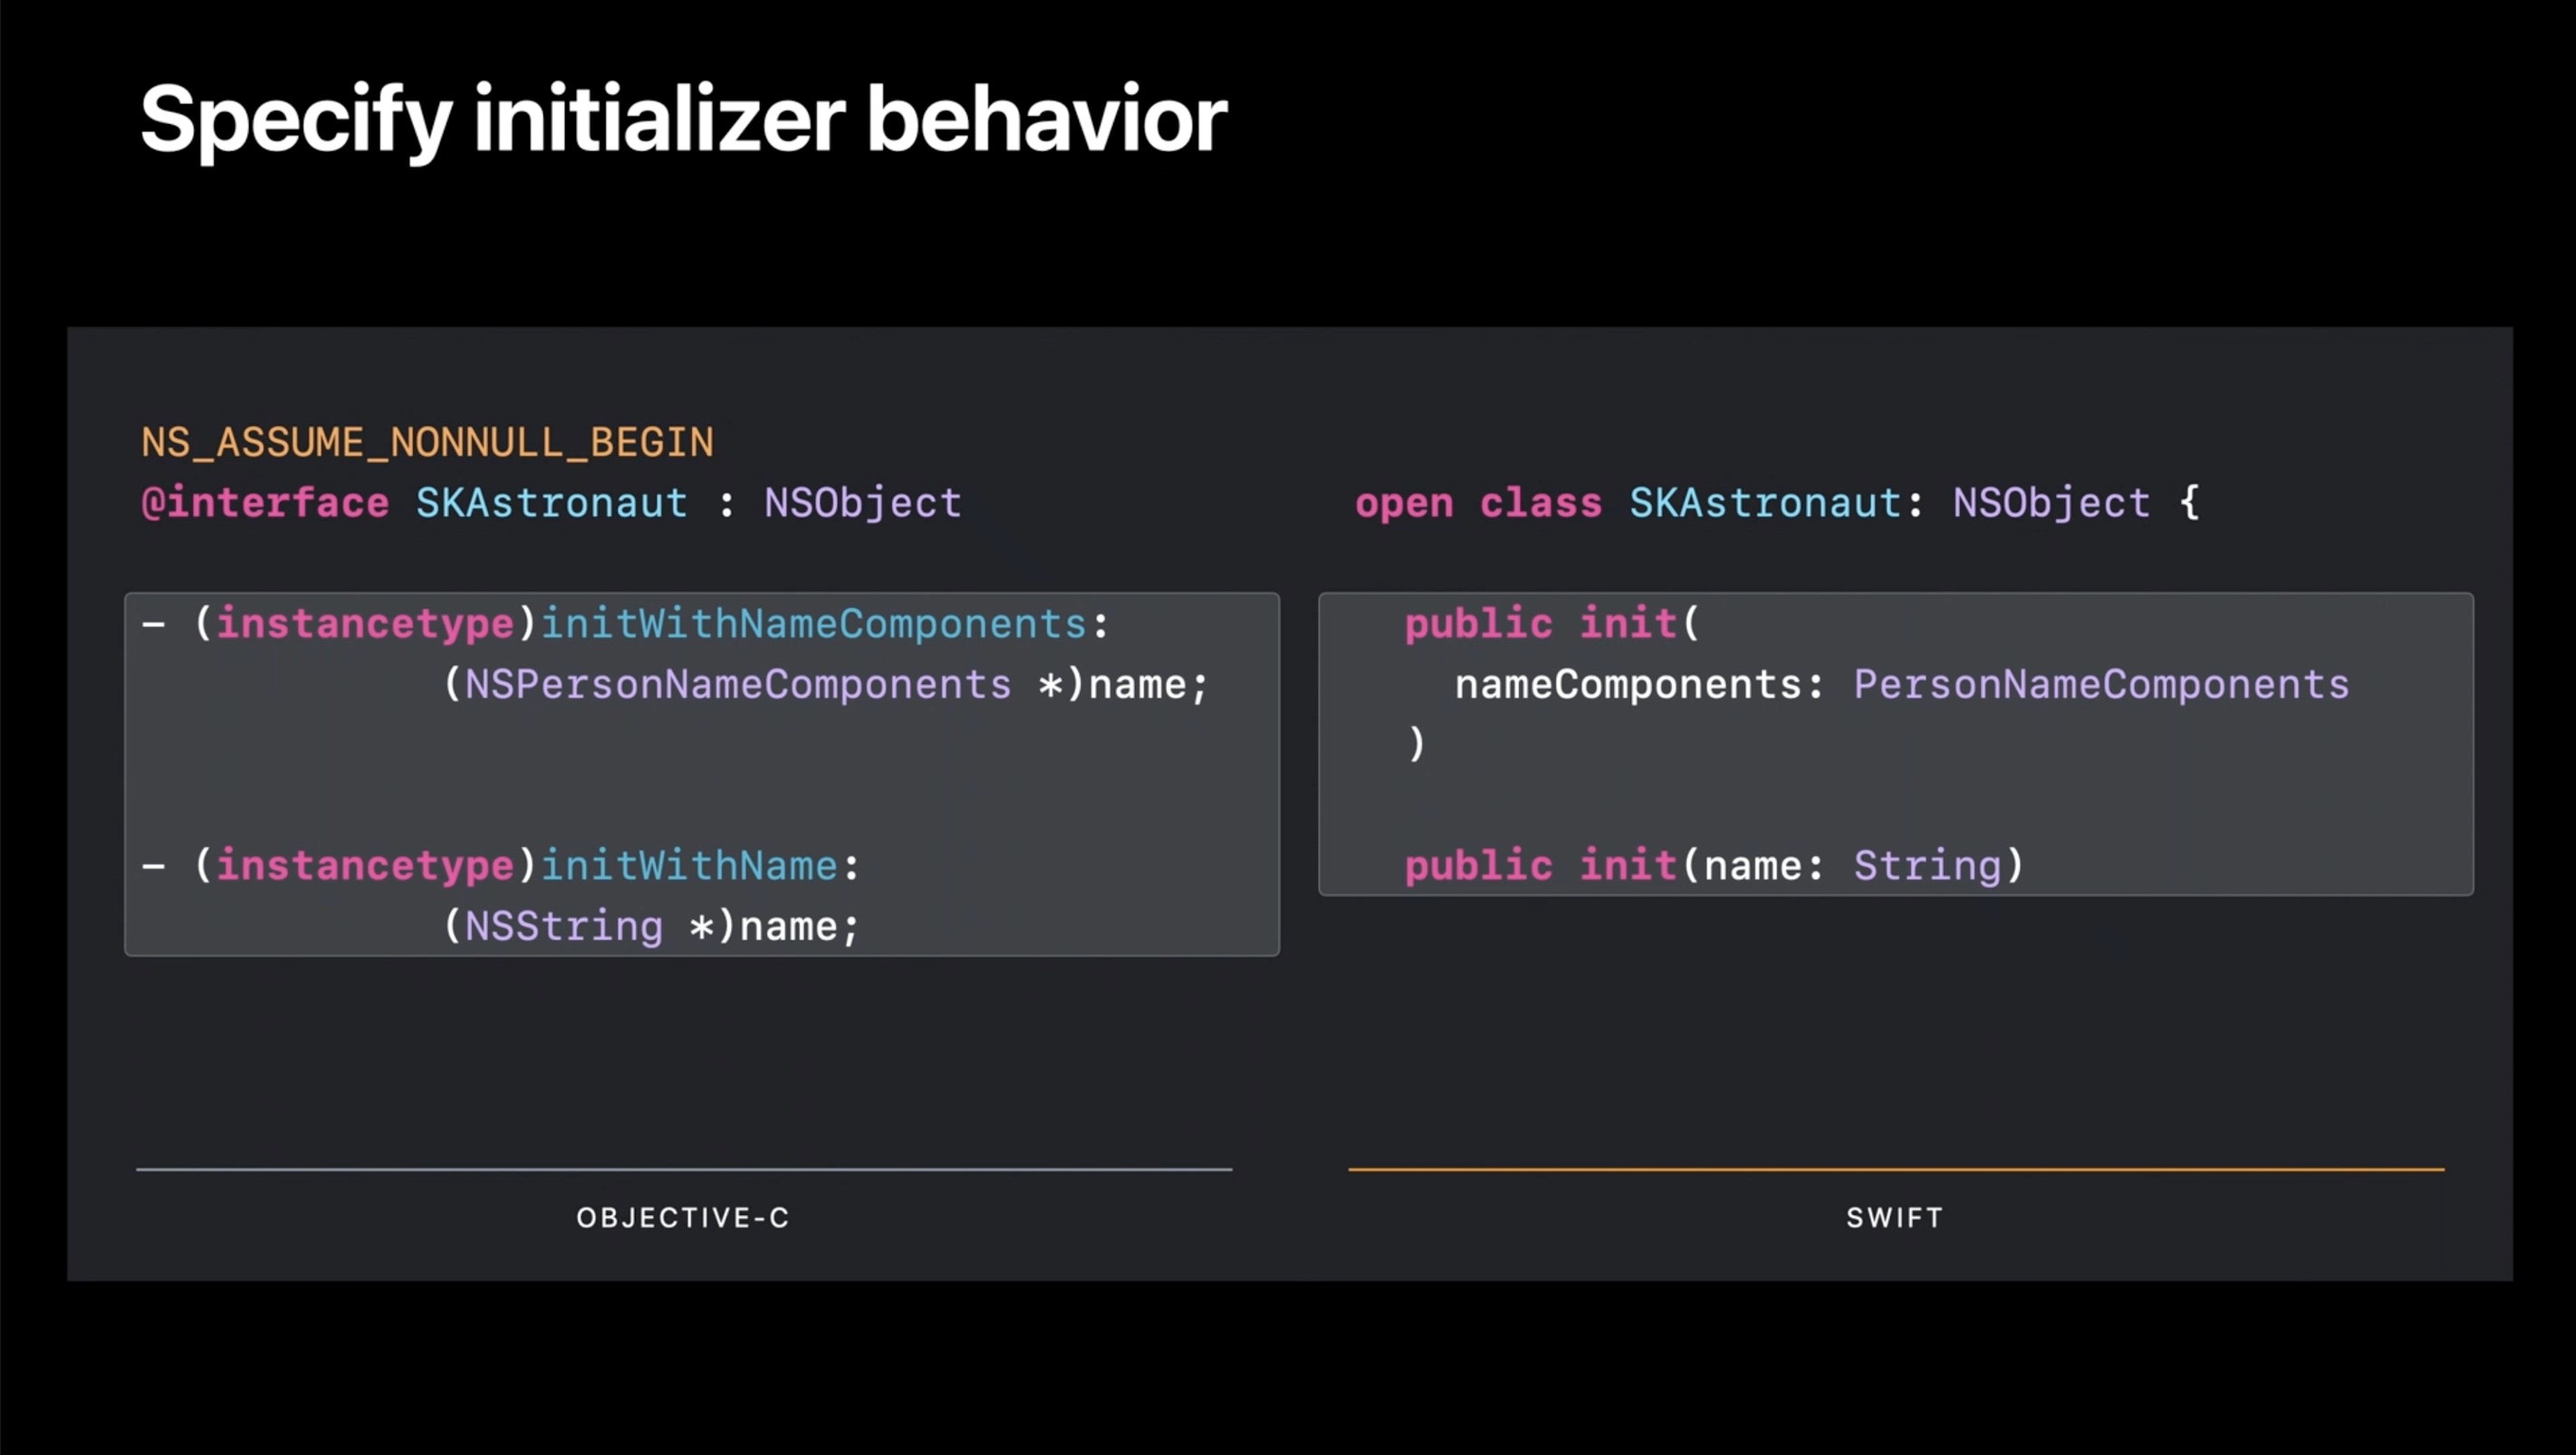 Specify initializer behavior
NS_ASSUME_NONNULL_BEGIN
@interface SKAstronaut : NSObject
- (instancetype)initWithNameComponents:
(NSPersonNameComponents *)name;
- (instancetype)initWithName:
(NSString *)name;
OBJECTIVE-C
open class SKAstronaut: NSObject {
public init(
nameComponents: PersonNameComponents
)
public init(name: String)
SWIFT